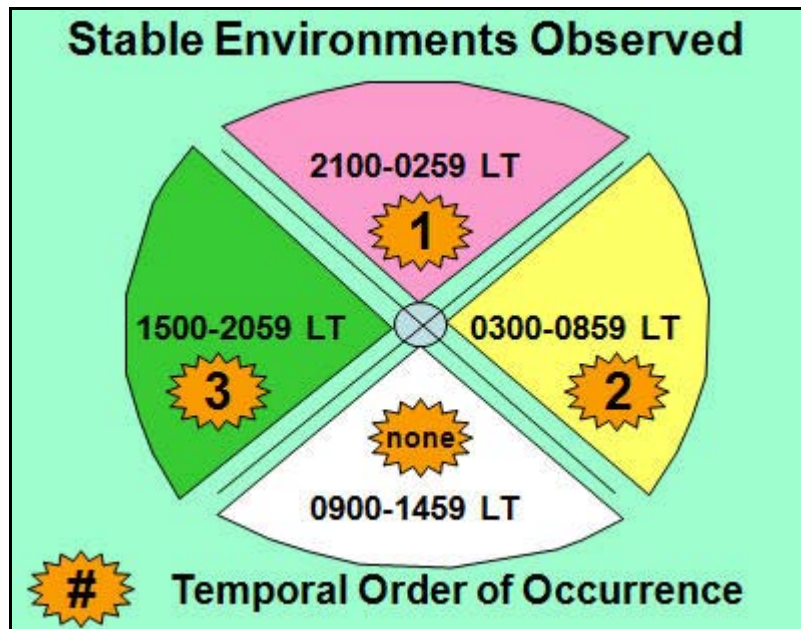 Stable Environments Observed
2100-0259 LT
1
1500-2059 LT
3
0300-0859 LT
2
none
0900-1459 LT
# Temporal Order of Occurrence